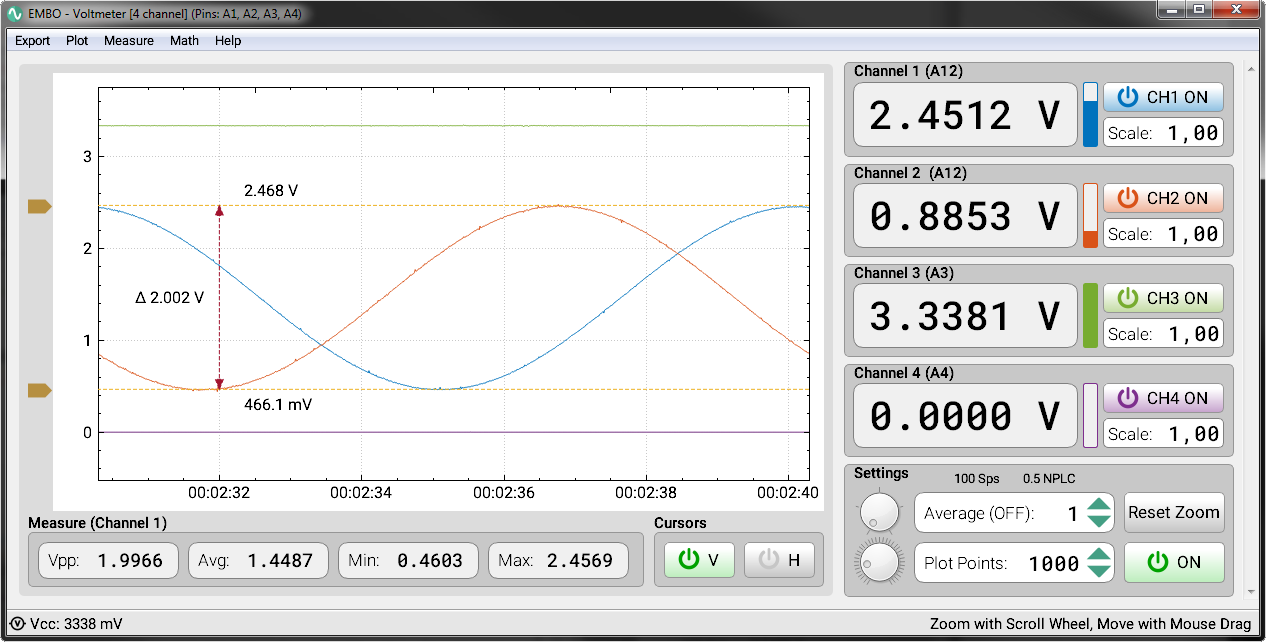 EMBO - Voltmeter [4 channel] (Pins: A1, A2, A3, A4)
Export Plot Measure Math Help
3
2
1
0
2.468 V
Δ 2.002 V
466.1 mV
00:02:32 00:02:34 00:02:36 00:02:38 00:02:40
Measure (Channel 1)
Vpp: 1.9966 Avg: 1.4487 Min: 0.4603 Max: 2.4569
Cursors
V H
Channel 1 (A12)
2.4512 V
CH1 ON
Scale: 1,00
Channel 2 (A12)
0.8853 V
CH2 ON
Scale: 1,00
Channel 3 (A3)
3.3381 V
CH3 ON
Scale: 1,00
Channel 4 (A4)
0.0000 V
CH4 ON
Scale: 1,00
Settings 100 Sps 0.5 NPLC
Average (OFF): 1 Reset Zoom
Plot Points: 1000 ON
V Vcc: 3338 mV Zoom with Scroll Wheel, Move with Mouse Drag